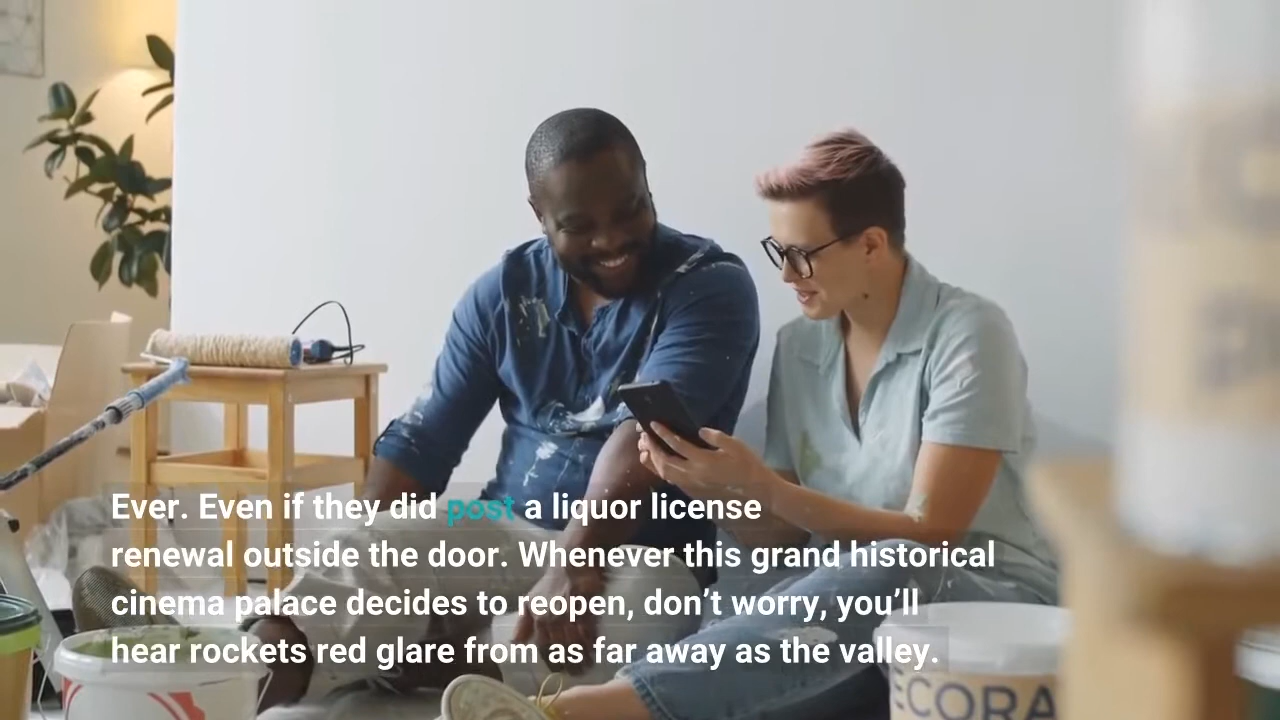 Ever. Even if they did post a liquor license
renewal outside the door. Whenever this grand historical
cinema palace decides to reopen, don’t worry, you’ll
hear rockets red glare from as far away as the valley.
ECORA